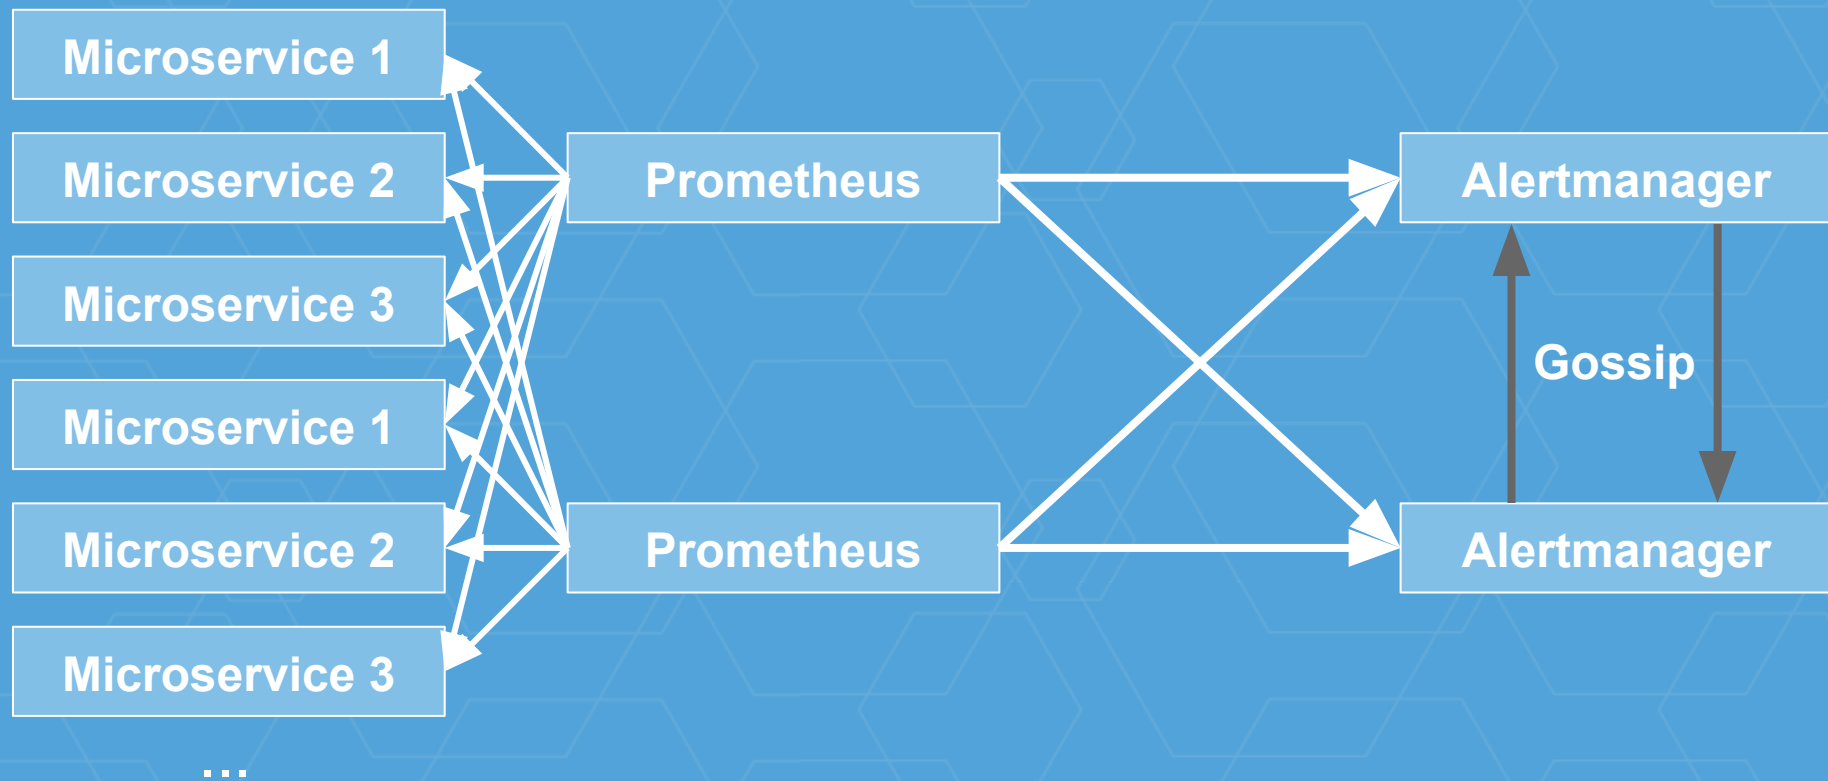 Microservice 1
Microservice 2
Microservice 3
Microservice 1
Microservice 2
Microservice 3
...
Prometheus
Prometheus
Alertmanager
Gossip
Alertmanager